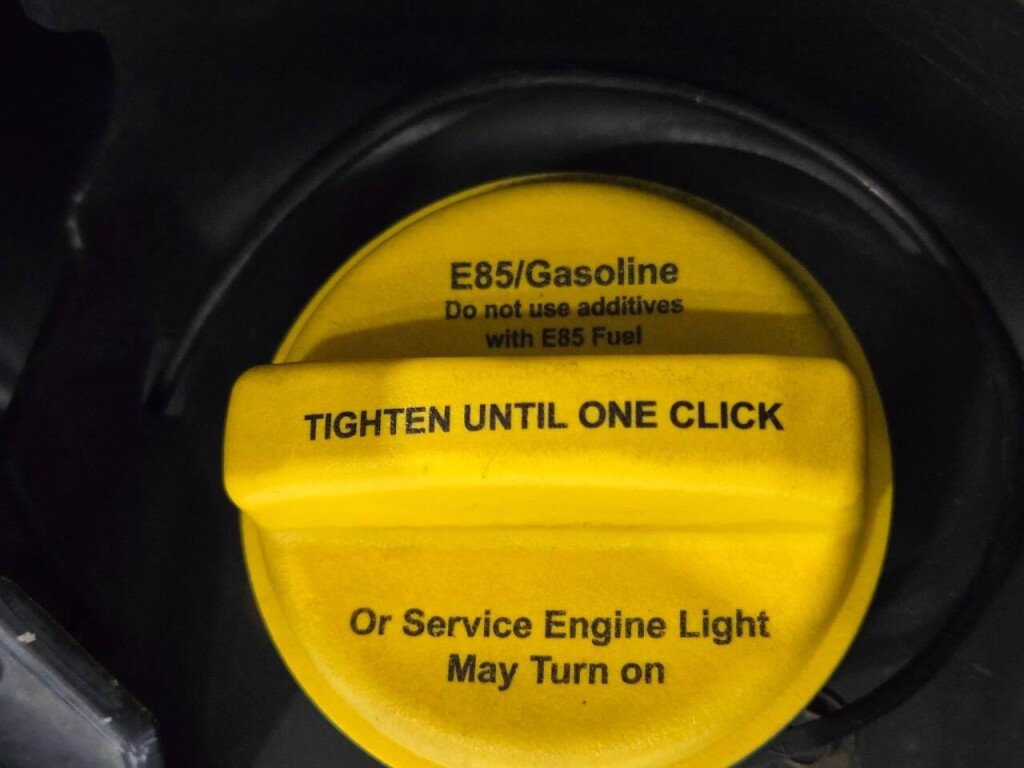 E85/Gasoline
Do not use additives
with E85 Fuel
TIGHTEN UNTIL ONE CLICK
Or Service Engine Light
May Turn on